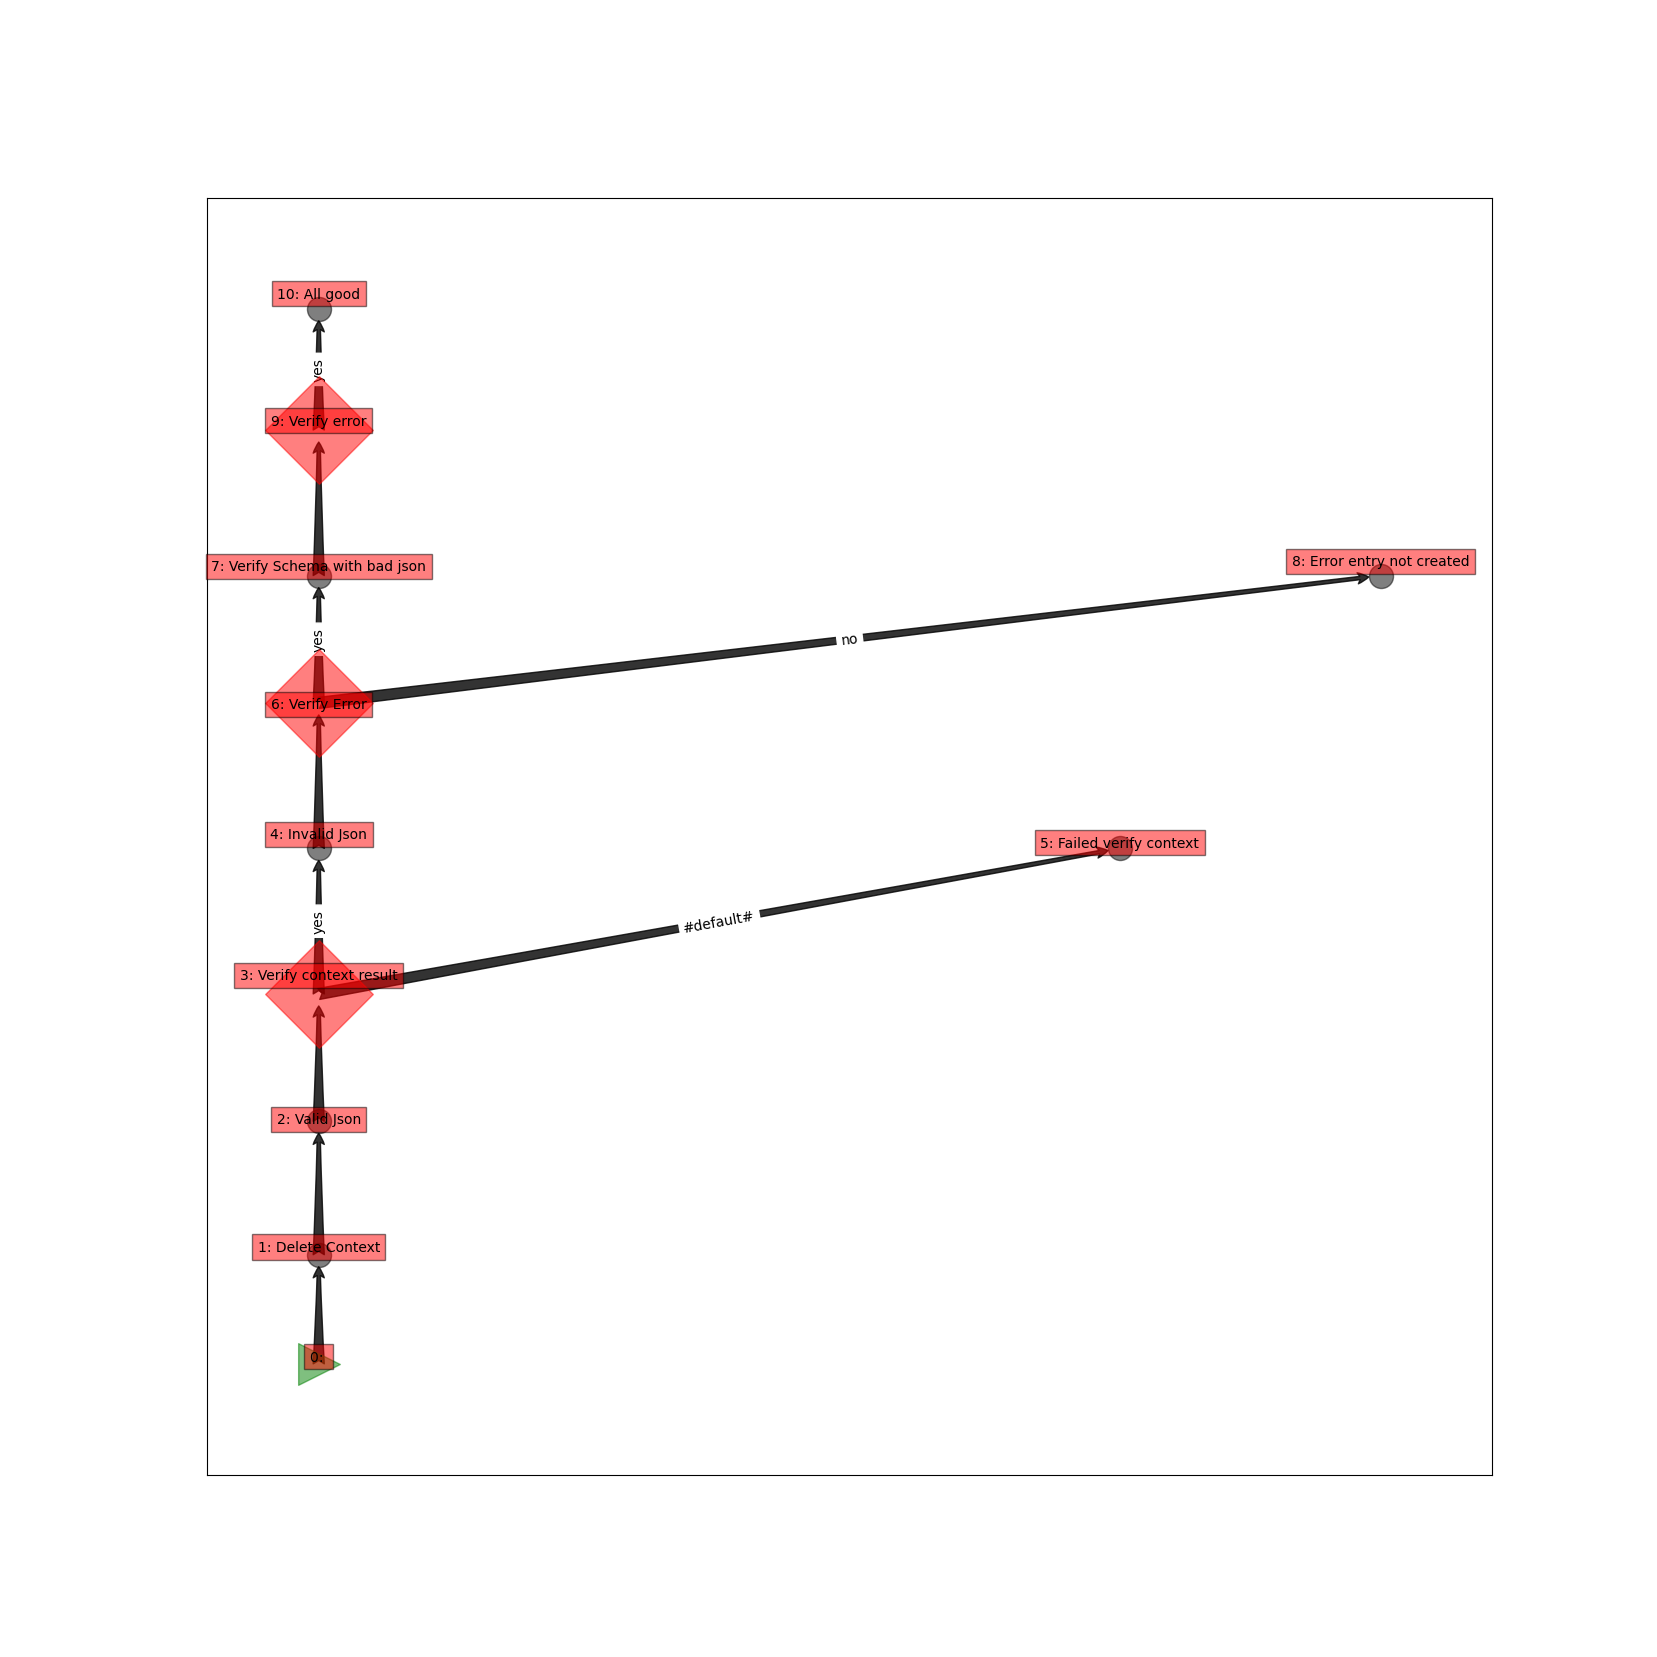 10: All good
yes
9: Verify error
7: Verify Schema with bad json
8: Error entry not created
yes
no
6: Verify Error
4: Invalid Json
5: Failed verify context
yes
#default#
3: Verify context result
2: Valid Json
1: Delete Context
0: